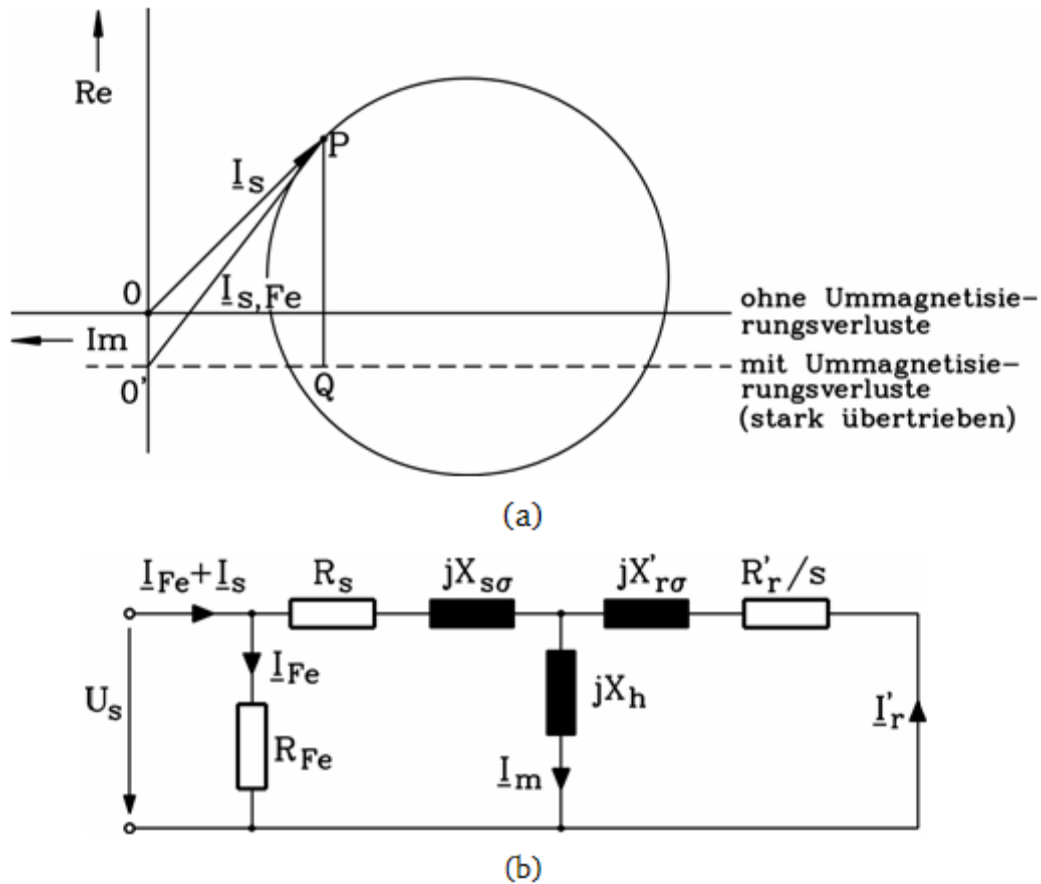 Re
P
I_s
0
I_s,Fe
ohne Ummagnetisie-
rungsverluste
Im
mit Ummagnetisie-
rungsverluste
(stark übertrieben)
0'
Q
(a)
I_Fe+I_s
R_s
jX_sσ
jX'_rσ
R'_r/s
I_Fe
U_s
R_Fe
jX_h
I_m
I'_r
(b)